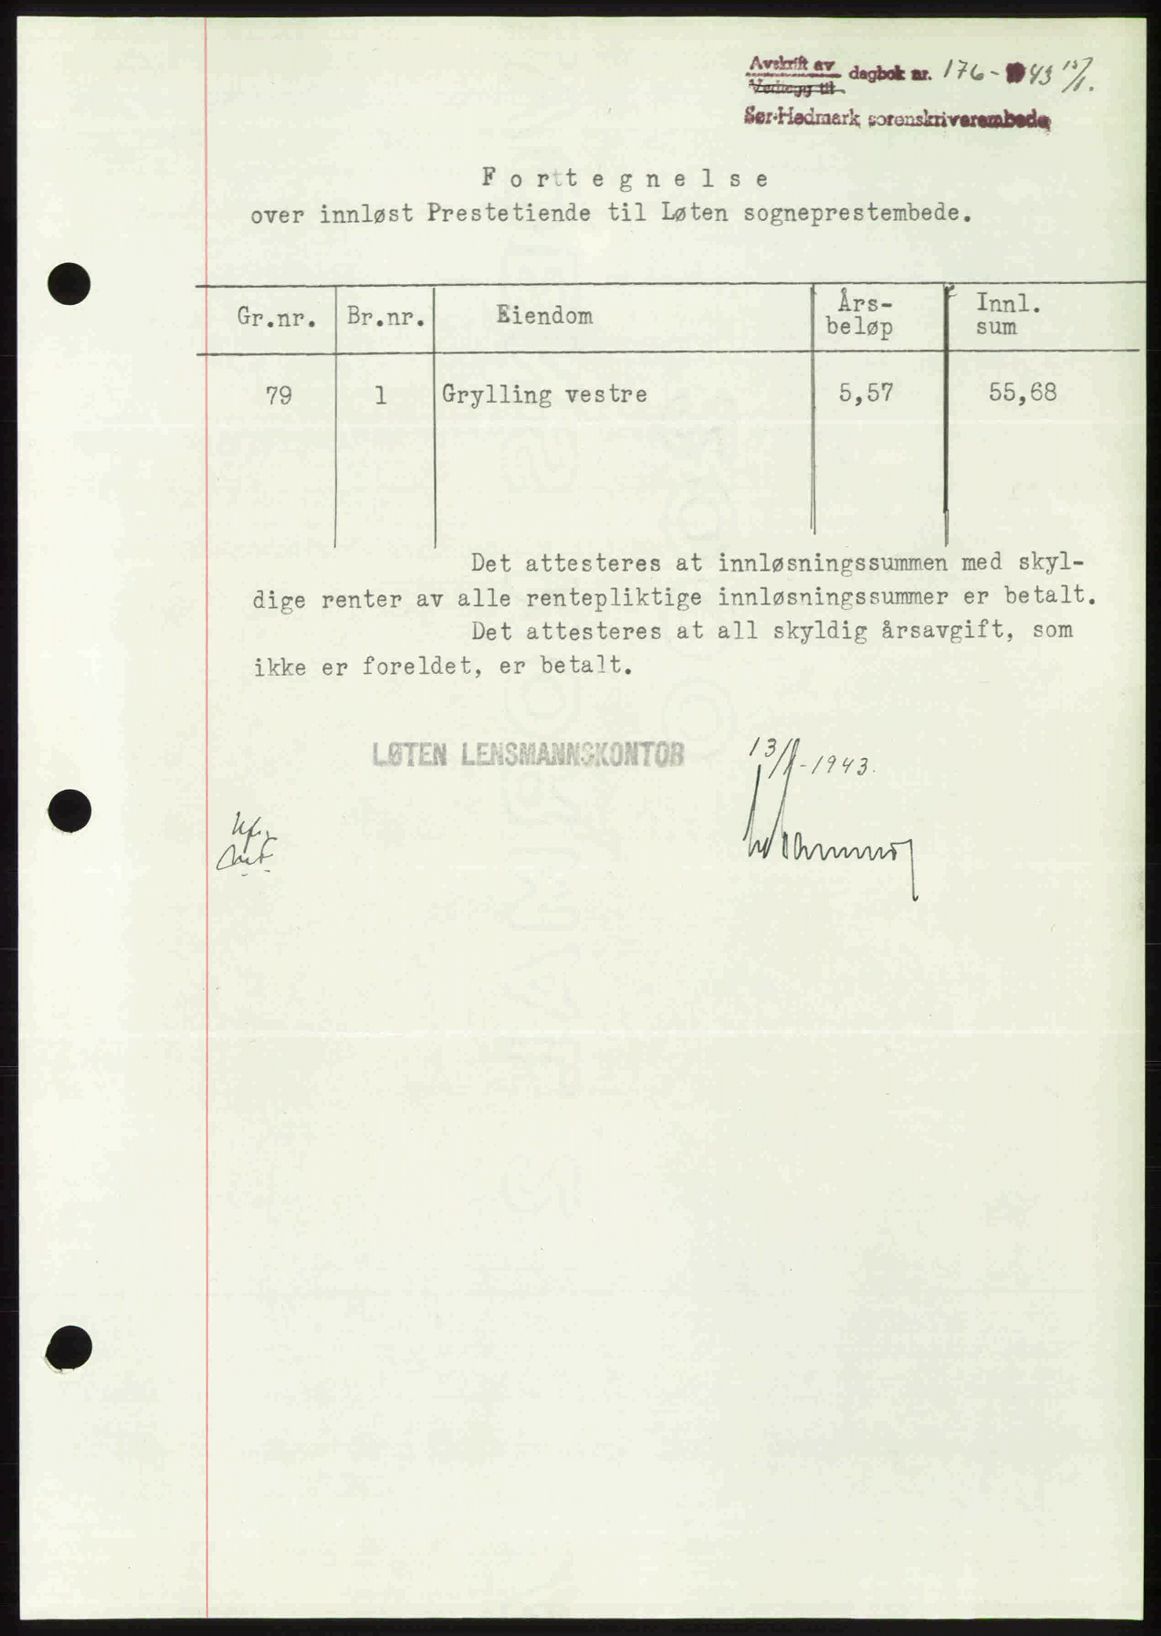 Avskrift av
Vedlegg til
dagbok nr. 176-43 15/1.
Sør-Hedmark sorenskriverembede
Fortegnelse
over innløst Prestetiende til Løten sogneprestembede.
Gr.nr. Br.nr. Eiendom Års-beløp Innl. sum
79 1 Grylling vestre 5,57 55,68
Det attesteres at innløsningssummen med skyl-
dige renter av alle rentepliktige innløsningssummer er betalt.
Det attesteres at all skyldig årsavgift, som
ikke er foreldet, er betalt.
LØTEN LENSMANNSKONTOR 13/1-1943.